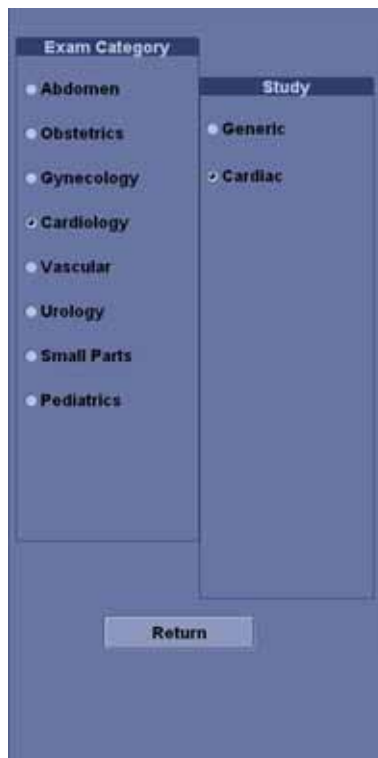 Exam Category
Abdomen
Obstetrics
Gynecology
Cardiology
Vascular
Urology
Small Parts
Pediatrics
Study
Generic
Cardiac
Return